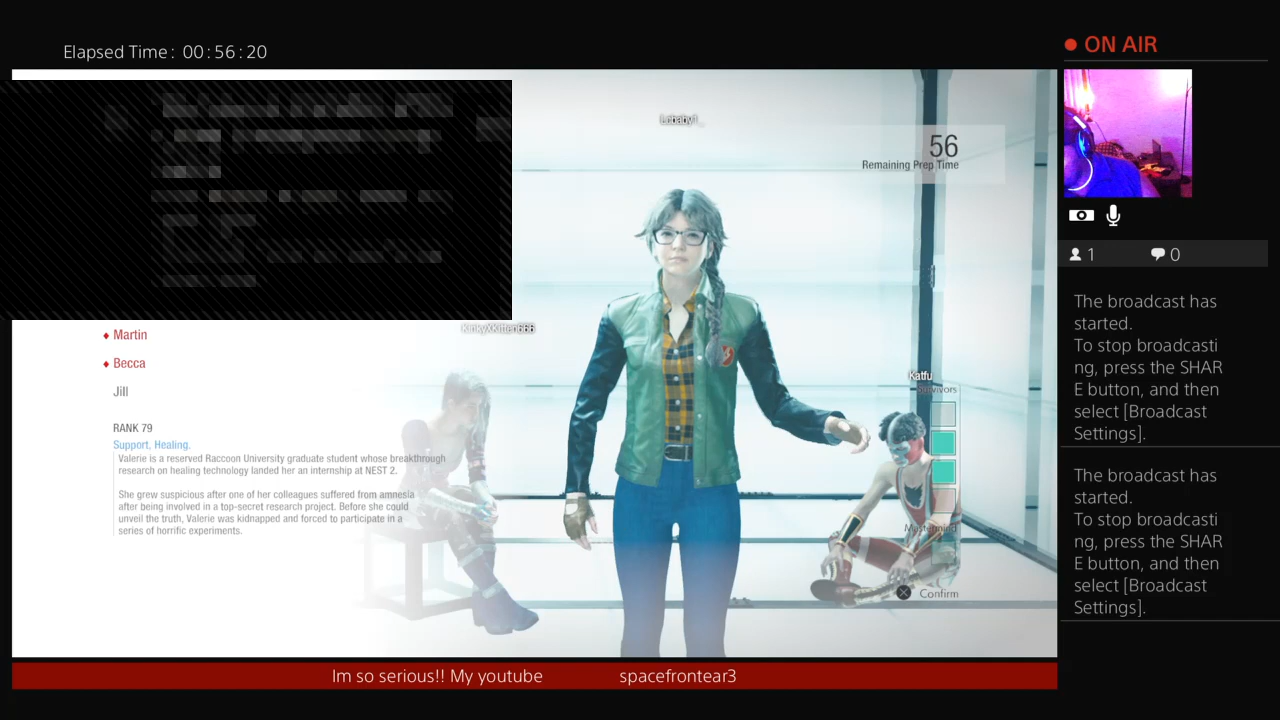 Elapsed Time: 00:56:20
ON AIR
Lobaby1_
56
Remaining Prep Time
1
0
The broadcast has
started.
To stop broadcasti
ng, press the SHAR
E button, and then
select [Broadcast
Settings].
The broadcast has
started.
To stop broadcasti
ng, press the SHAR
E button, and then
select [Broadcast
Settings].
KinkyXKitten666
Martin
Becca
Jill
Katfu
Survivors
RANK 79
Support, Healing.
Valerie is a reserved Raccoon University graduate student whose breakthrough
research on healing technology landed her an internship at NEST 2.
She grew suspicious after one of her colleagues suffered from amnesia
after being involved in a top-secret research project. Before she could
unveil the truth, Valerie was kidnapped and forced to participate in a
series of horrific experiments.
Mastermind
Confirm
Im so serious!! My youtube spacefrontear3